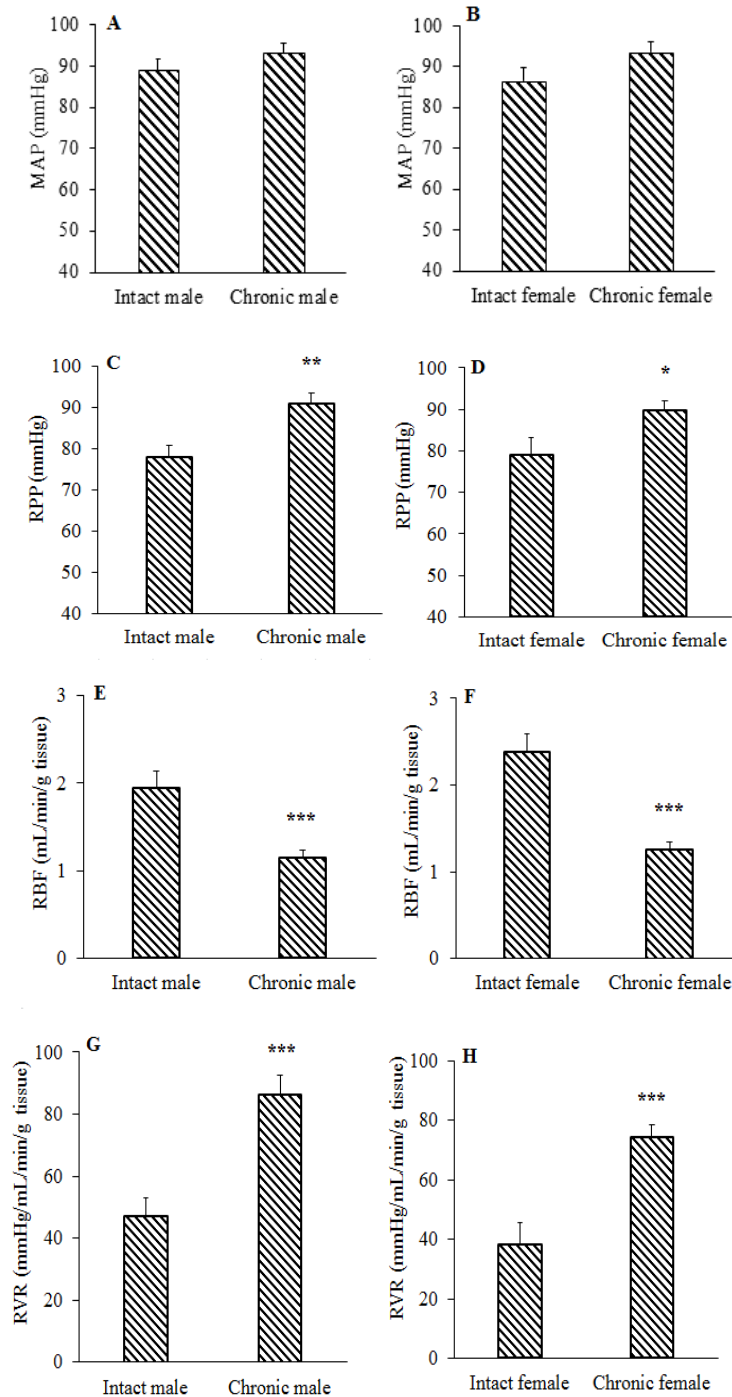 A
MAP (mmHg)
100
90
80
70
60
50
40
Intact male
Chronic male
B
MAP (mmHg)
100
90
80
70
60
50
40
Intact female
Chronic female
C
**
RPP (mmHg)
100
90
80
70
60
50
40
Intact male
Chronic male
D
*
RPP (mmHg)
100
90
80
70
60
50
40
Intact female
Chronic female
E
***
RBF (mL/min/g tissue)
3
2
1
0
Intact male
Chronic male
F
***
RBF (mL/min/g tissue)
3
2
1
0
Intact female
Chronic female
G
***
RVR (mmHg/mL/min/g tissue)
100
80
60
40
20
0
Intact male
Chronic male
H
***
RVR (mmHg/mL/min/g tissue)
100
80
60
40
20
0
Intact female
Chronic female